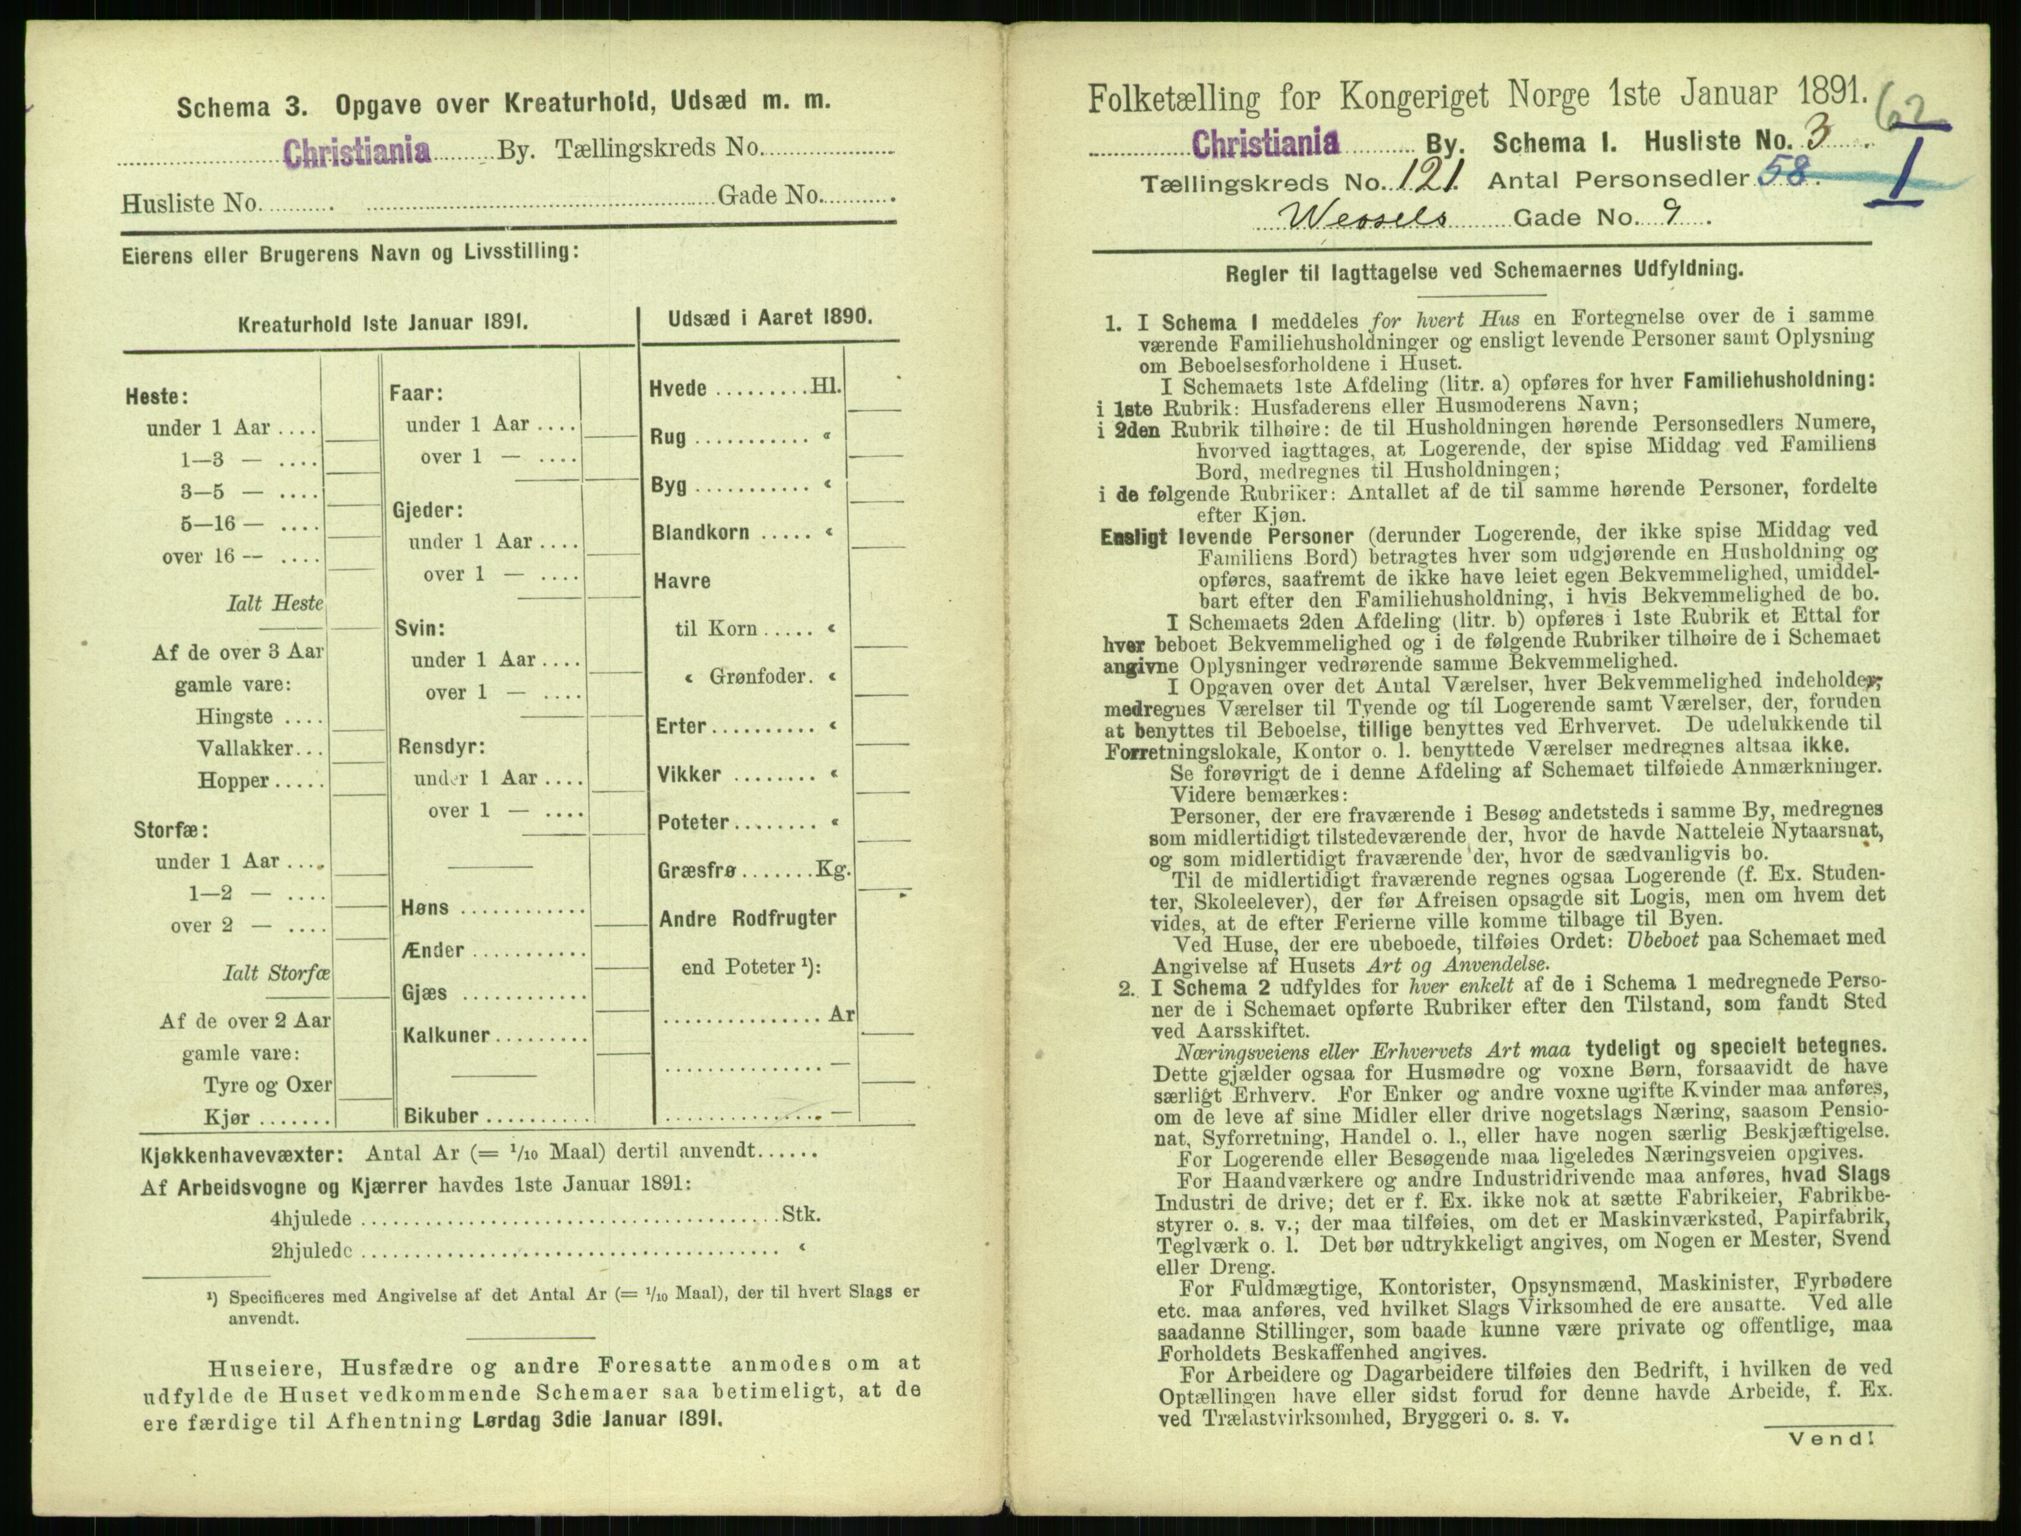 Schema 3. Opgave over Kreaturhold, Udsæd m. m.
Christiania By. Tællingskreds No.
Husliste No. Gade No.
Eierens eller Brugerens Navn og Livsstilling:
Kreaturhold 1ste Januar 1891.
Heste:
under 1 Aar ....
1—3 — ....
3—5 — ....
5—16 — ....
over 16 — ....
Ialt Heste
Af de over 3 Aar
gamle vare:
Hingste ....
Vallakker...
Hopper.....
Storfæ:
under 1 Aar ....
1—2 — ....
over 2 — ....
Ialt Storfæ
Af de over 2 Aar
gamle vare:
Tyre og Oxer
Kjør .......
Faar:
under 1 Aar ....
over 1 — ....
Gjeder:
under 1 Aar ....
over 1 — ....
Svin:
under 1 Aar ....
over 1 — ....
Rensdyr:
under 1 Aar ....
over 1 — ....
Høns ............
Ænder ...........
Gjæs ............
Kalkuner.........
Bikuber ..........
Udsæd i Aaret 1890.
Hvede .........Hl.
Rug ........... «
Byg ........... «
Blandkorn ..... «
Havre
til Korn..... «
« Grønfoder. «
Erter.......... «
Vikker ........ «
Poteter........ «
Græsfrø.......Kg.
Andre Rodfrugter
end Poteter ¹):
............... Ar
............... —
............... —
Kjøkkenhavevæxter: Antal Ar (= 1/10 Maal) dertil anvendt......
Af Arbeidsvogne og Kjærrer havdes 1ste Januar 1891:
4hjulede ........................................Stk.
2hjulede ........................................ «
¹) Specificeres med Angivelse af det Antal Ar (= 1/10 Maal), der til hvert Slags er
anvendt.
Huseiere, Husfædre og andre Foresatte anmodes om at
udfylde de Huset vedkommende Schemaer saa betimeligt, at de
ere færdige til Afhentning Lørdag 3die Januar 1891.
Folketælling for Kongeriget Norge 1ste Januar 1891.
62
Christiania By. Schema I. Husliste No. 3.
Tællingskreds No. 121. Antal Personsedler 58.
I
Wessels Gade No. 9.
Regler til Iagttagelse ved Schemaernes Udfyldning.
1. I Schema I meddeles for hvert Hus en Fortegnelse over de i samme
værende Familiehusholdninger og ensligt levende Personer samt Oplysning
om Beboelsesforholdene i Huset.
I Schemaets 1ste Afdeling (litr. a) opføres for hver Familiehusholdning:
i 1ste Rubrik: Husfaderens eller Husmoderens Navn;
i 2den Rubrik tilhøire: de til Husholdningen hørende Personsedlers Numere,
hvorved iagttages, at Logerende, der spise Middag ved Familiens
Bord, medregnes til Husholdningen;
i de følgende Rubriker: Antallet af de til samme hørende Personer, fordelte
efter Kjøn.
Ensligt levende Personer (derunder Logerende, der ikke spise Middag ved
Familiens Bord) betragtes hver som udgjørende en Husholdning og
opføres, saafremt de ikke have leiet egen Bekvemmelighed, umiddel-
bart efter den Familiehusholdning, i hvis Bekvemmelighed de bo.
I Schemaets 2den Afdeling (litr. b) opføres i 1ste Rubrik et Ettal for
hver beboet Bekvemmelighed og i de følgende Rubriker tilhøire de i Schemaet
angivne Oplysninger vedrørende samme Bekvemmelighed.
I Opgaven over det Antal Værelser, hver Bekvemmelighed indeholder,
medregnes Værelser til Tyende og til Logerende samt Værelser, der, foruden
at benyttes til Beboelse, tillige benyttes ved Erhvervet. De udelukkende til
Forretningslokale, Kontor o. l. benyttede Værelser medregnes altsaa ikke.
Se forøvrigt de i denne Afdeling af Schemaet tilføiede Anmærkninger.
Videre bemærkes:
Personer, der ere fraværende i Besøg andetsteds i samme By, medregnes
som midlertidigt tilstedeværende der, hvor de havde Natteleie Nytaarsnat,
og som midlertidigt fraværende der, hvor de sædvanligvis bo.
Til de midlertidigt fraværende regnes ogsaa Logerende (f. Ex. Studen-
ter, Skoleelever), der før Afreisen opsagde sit Logis, men om hvem det
vides, at de efter Ferierne ville komme tilbage til Byen.
Ved Huse, der ere ubeboede, tilføies Ordet: Ubeboet paa Schemaet med
Angivelse af Husets Art og Anvendelse.
2. I Schema 2 udfyldes for hver enkelt af de i Schema 1 medregnede Perso-
ner de i Schemaet opførte Rubriker efter den Tilstand, som fandt Sted
ved Aarsskiftet.
Næringsveiens eller Erhvervets Art maa tydeligt og specielt betegnes.
Dette gjælder ogsaa for Husmødre og voxne Børn, forsaavidt de have
særligt Erhverv. For Enker og andre voxne ugifte Kvinder maa anføres,
om de leve af sine Midler eller drive nogetslags Næring, saasom Pensio-
nat, Syforretning, Handel o. l., eller have nogen særlig Beskjæftigelse.
For Logerende eller Besøgende maa ligeledes Næringsveien opgives.
For Haandværkere og andre Industridrivende maa anføres, hvad Slags
Industri de drive; det er f. Ex. ikke nok at sætte Fabrikeier, Fabrikbe-
styrer o. s. v.; der maa tilføies, om det er Maskinværksted, Papirfabrik,
Teglværk o. l. Det bør udtrykkeligt angives, om Nogen er Mester, Svend
eller Dreng.
For Fuldmægtige, Kontorister, Opsynsmænd, Maskinister, Fyrbødere
etc. maa anføres, ved hvilket Slags Virksomhed de ere ansatte. Ved alle
saadanne Stillinger, som baade kunne være private og offentlige, maa
Forholdets Beskaffenhed angives.
For Arbeidere og Dagarbeidere tilføies den Bedrift, i hvilken de ved
Optællingen have eller sidst forud for denne havde Arbeide, f. Ex.
ved Trælastvirksomhed, Bryggeri o. s. v.
Vend!